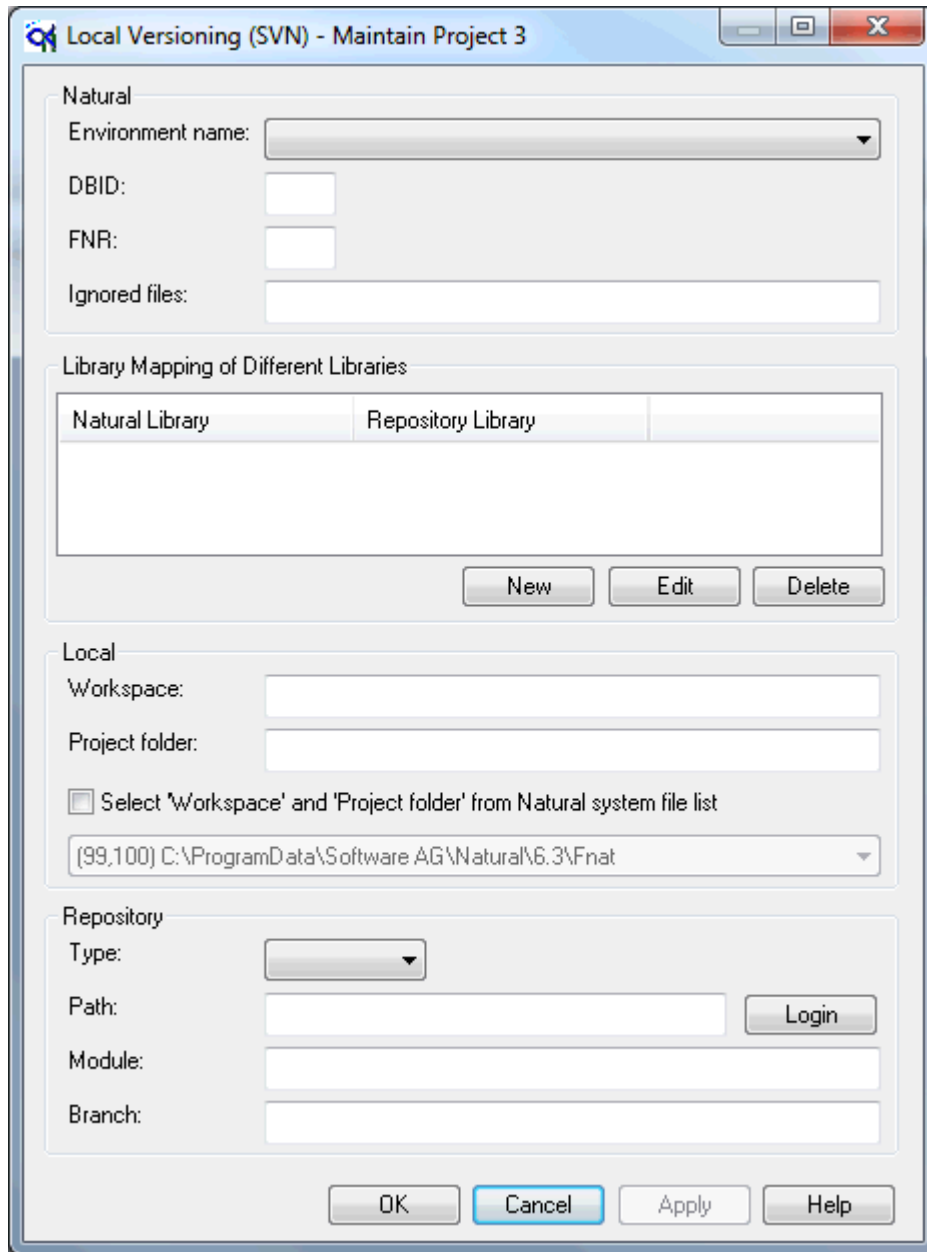 Local Versioning (SVN) - Maintain Project 3
Natural
Environment name:
DBID:
FNR:
Ignored files:
Library Mapping of Different Libraries
Natural Library Repository Library
New Edit Delete
Local
Workspace:
Project folder:
Select 'Workspace' and 'Project folder' from Natural system file list
(99,100) C:\ProgramData\Software AG\Natural\6.3\Fnat
Repository
Type:
Path: Login
Module:
Branch:
OK Cancel Apply Help